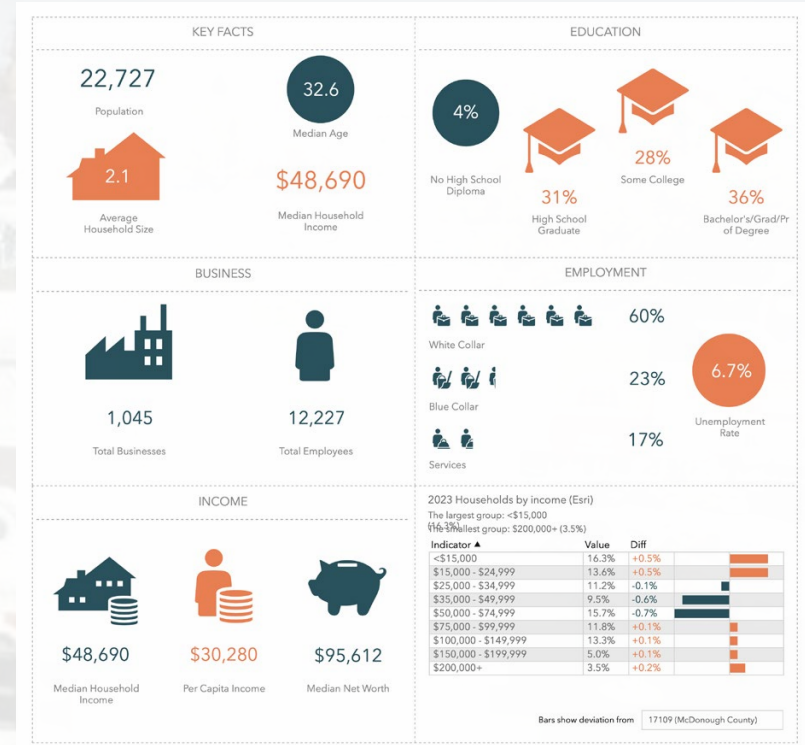 KEY FACTS
22,727
Population
32.6
Median Age
2.1
Average
Household Size
$48,690
Median Household
Income
EDUCATION
4%
No High School
Diploma
31%
High School
Graduate
28%
Some College
36%
Bachelor's/Grad/Pr
of Degree
BUSINESS
1,045
Total Businesses
12,227
Total Employees
EMPLOYMENT
60%
White Collar
23%
Blue Collar
17%
Services
6.7%
Unemployment
Rate
INCOME
$48,690
Median Household
Income
$30,280
Per Capita Income
$95,612
Median Net Worth
2023 Households by income (Esri)
The largest group: <$15,000
(16.3%)
The smallest group: $200,000+ (3.5%)
Indicator ▲ Value Diff
<$15,000 16.3% +0.5%
$15,000 - $24,999 13.6% +0.5%
$25,000 - $34,999 11.2% -0.1%
$35,000 - $49,999 9.5% -0.6%
$50,000 - $74,999 15.7% -0.7%
$75,000 - $99,999 11.8% +0.1%
$100,000 - $149,999 13.3% +0.1%
$150,000 - $199,999 5.0% +0.1%
$200,000+ 3.5% +0.2%
Bars show deviation from 17109 (McDonough County)